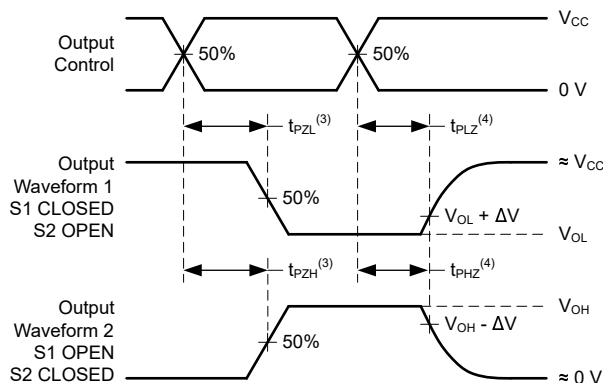 V_CC
Output
Control
50%
50%
0 V
t_PZL(3)
t_PLZ(4)
Output
Waveform 1
S1 CLOSED
S2 OPEN
≈ V_CC
50%
V_OL + ΔV
V_OL
t_PZH(3)
t_PHZ(4)
Output
Waveform 2
S1 OPEN
S2 CLOSED
V_OH
V_OH - ΔV
50%
≈ 0 V